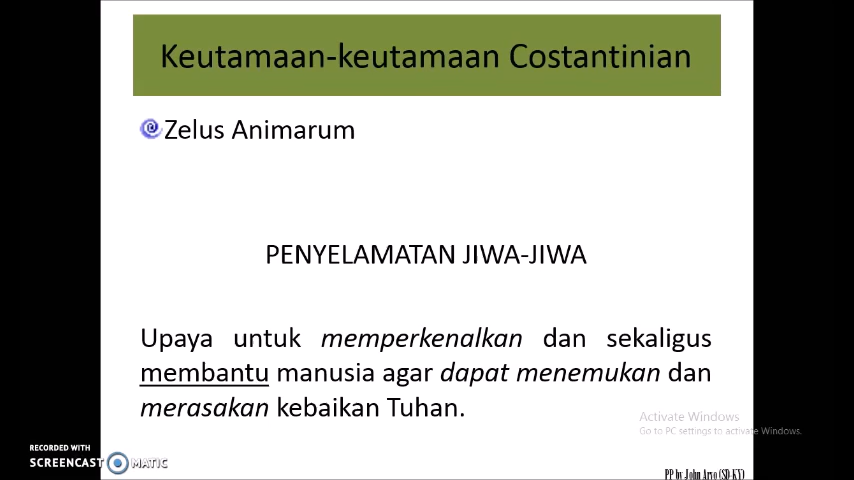 Keutamaan-keutamaan Costantinian
Zelus Animarum
PENYELAMATAN JIWA-JIWA
Upaya untuk memperkenalkan dan sekaligus
membantu manusia agar dapat menemukan dan
merasakan kebaikan Tuhan.
Activate Windows
Go to PC settings to activate Windows.
RECORDED WITH
SCREENCAST MATIC
PP by John Aryo (SD-KY)